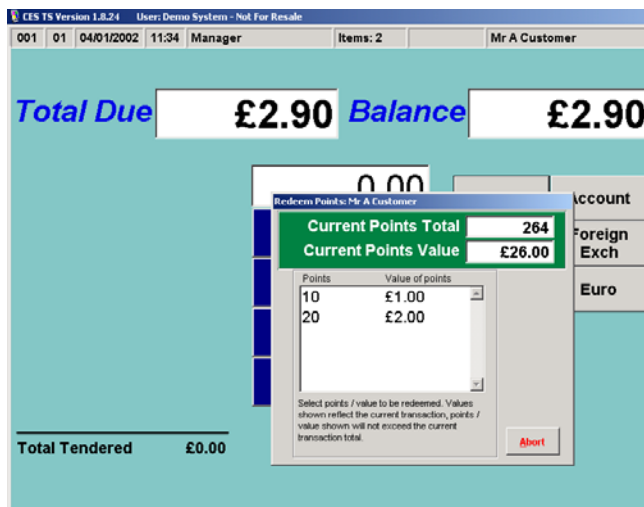 CES TS Version 1.8.24 User: Demo System - Not For Resale
001 01 04/01/2002 11:34 Manager Items: 2 Mr A Customer
Total Due £2.90 Balance £2.90
0.00
Account
Foreign
Exch
Euro
Redeem Points: Mr A Customer
Current Points Total 264
Current Points Value £26.00
Points Value of points
10 £1.00
20 £2.00
Select points / value to be redeemed. Values
shown reflect the current transaction, points /
value shown will not exceed the current
transaction total.
Abort
Total Tendered £0.00